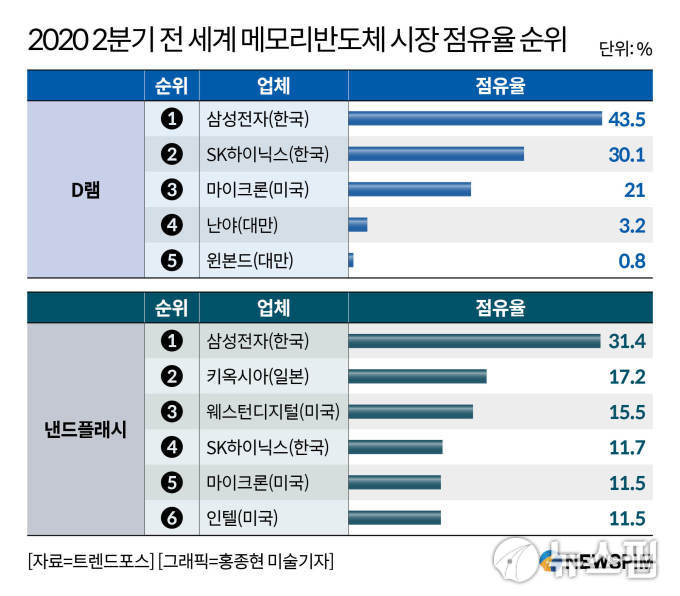 2020 2분기 전 세계 메모리반도체 시장 점유율 순위
단위: %
순위 업체 점유율
D램
1 삼성전자(한국) 43.5
2 SK하이닉스(한국) 30.1
3 마이크론(미국) 21
4 난야(대만) 3.2
5 윈본드(대만) 0.8
순위 업체 점유율
낸드플래시
1 삼성전자(한국) 31.4
2 키옥시아(일본) 17.2
3 웨스턴디지털(미국) 15.5
4 SK하이닉스(한국) 11.7
5 마이크론(미국) 11.5
6 인텔(미국) 11.5
[자료=트렌드포스] [그래픽=홍종현 미술기자]
NEWSPIM
뉴스핌